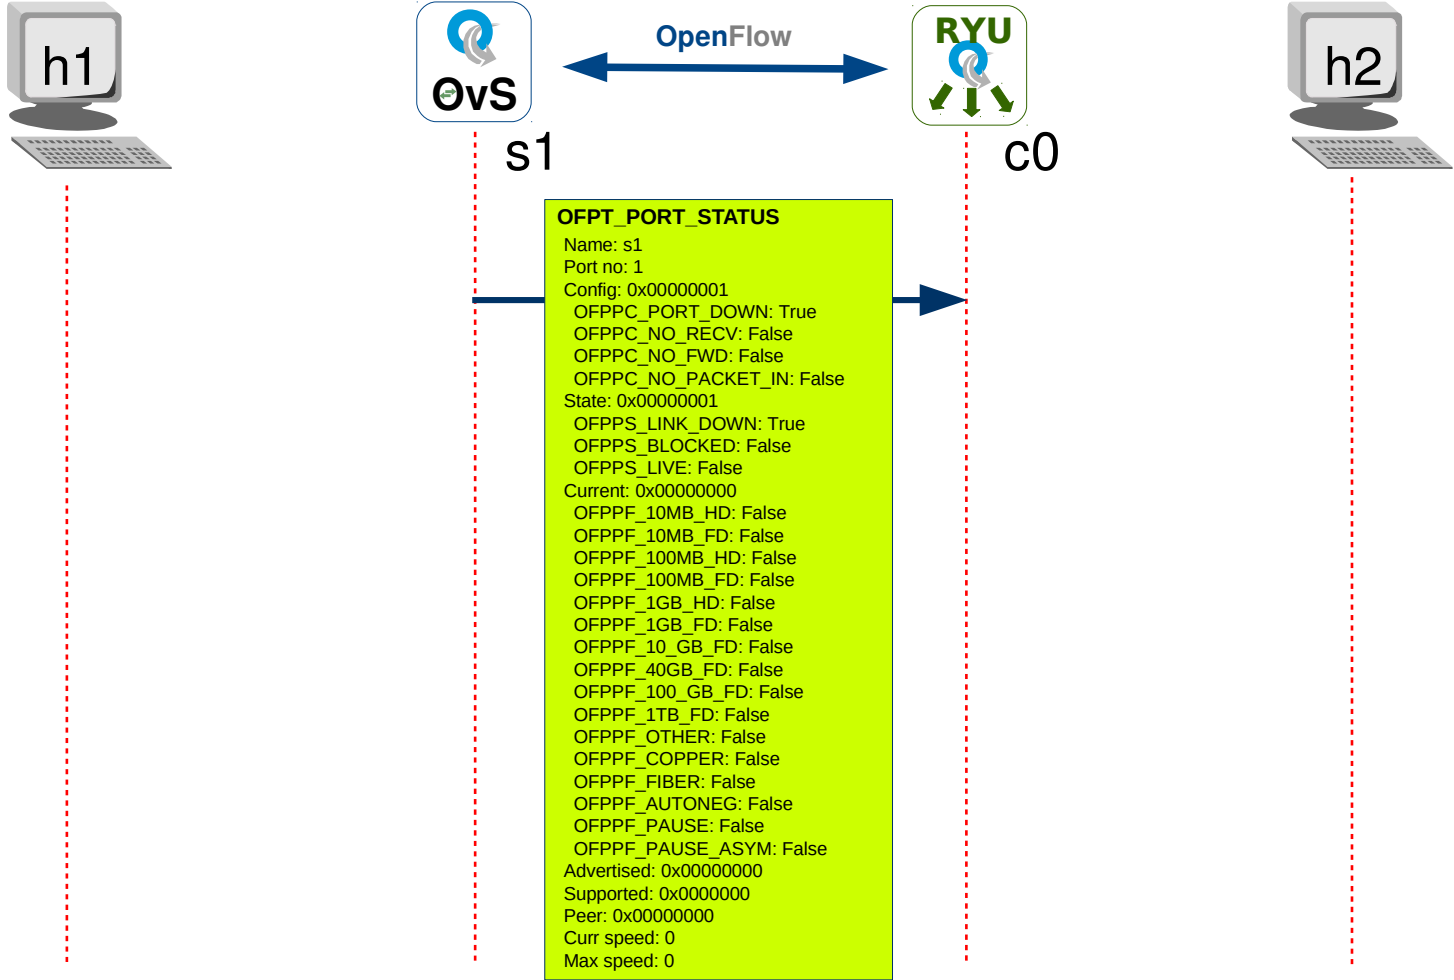 h1
OvS
OpenFlow
RYU
h2
s1
c0
OFPT_PORT_STATUS
Name: s1
Port no: 1
Config: 0x00000001
OFPPC_PORT_DOWN: True
OFPPC_NO_RECV: False
OFPPC_NO_FWD: False
OFPPC_NO_PACKET_IN: False
State: 0x00000001
OFPPS_LINK_DOWN: True
OFPPS_BLOCKED: False
OFPPS_LIVE: False
Current: 0x00000000
OFPPF_10MB_HD: False
OFPPF_10MB_FD: False
OFPPF_100MB_HD: False
OFPPF_100MB_FD: False
OFPPF_1GB_HD: False
OFPPF_1GB_FD: False
OFPPF_10_GB_FD: False
OFPPF_40GB_FD: False
OFPPF_100_GB_FD: False
OFPPF_1TB_FD: False
OFPPF_OTHER: False
OFPPF_COPPER: False
OFPPF_FIBER: False
OFPPF_AUTONEG: False
OFPPF_PAUSE: False
OFPPF_PAUSE_ASYM: False
Advertised: 0x00000000
Supported: 0x0000000
Peer: 0x00000000
Curr speed: 0
Max speed: 0